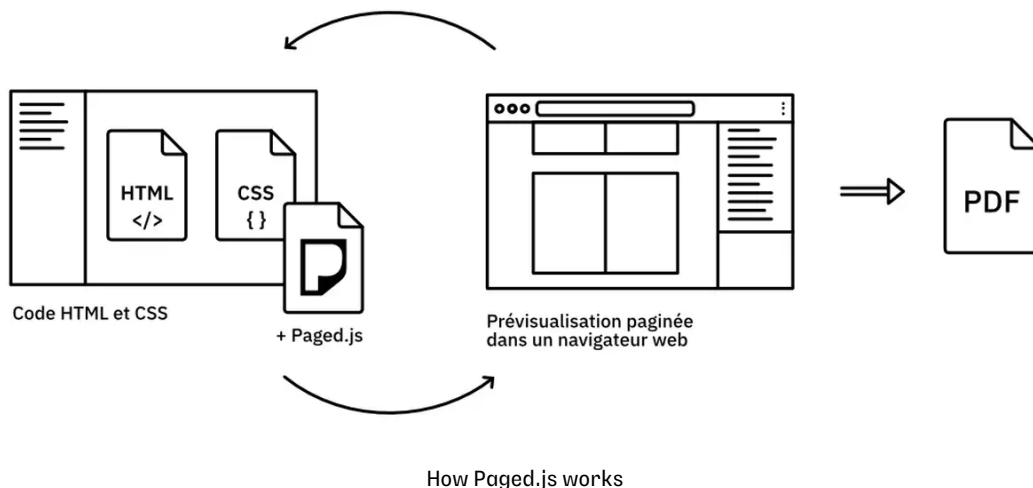 HTML
</>
CSS
{ }
P
Code HTML et CSS
+ Paged.js
Prévisualisation paginée
dans un navigateur web
PDF
How Paged.js works